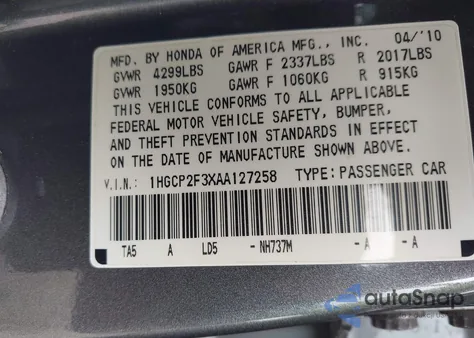 MFD. BY HONDA OF AMERICA MFG., INC. 04/'10
GVWR 4299LBS GAWR F 2337LBS R 2017LBS
GVWR 1950KG GAWR F 1060KG R 915KG
THIS VEHICLE CONFORMS TO ALL APPLICABLE
FEDERAL MOTOR VEHICLE SAFETY, BUMPER,
AND THEFT PREVENTION STANDARDS IN EFFECT
ON THE DATE OF MANUFACTURE SHOWN ABOVE.
V.I.N.: 1HGCP2F3XAA127258 TYPE: PASSENGER CAR
TA5 A LD5 -NH737M -A -A
autoSnap